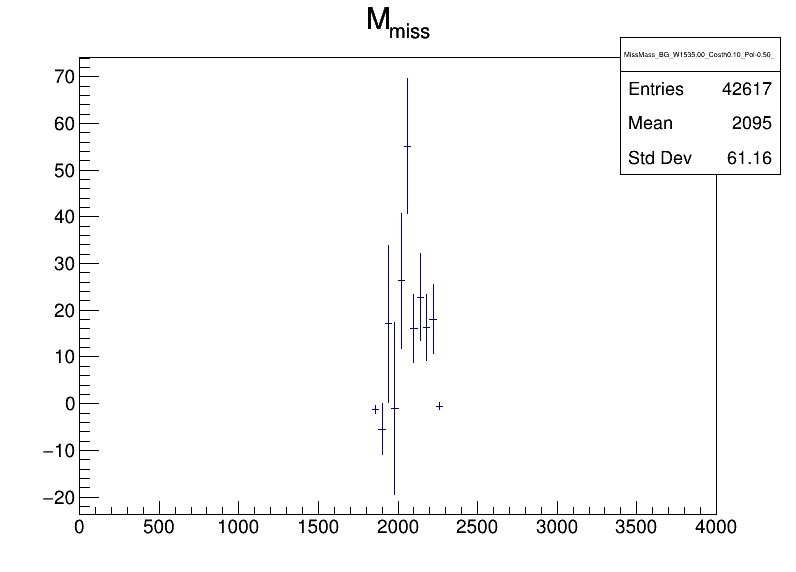 M_miss
MissMass_BG_W1535.00_Costh0.10_Pol-0.50_
Entries 42617
Mean 2095
Std Dev 61.16
70
60
50
40
30
20
10
0
−10
−20
0 500 1000 1500 2000 2500 3000 3500 4000